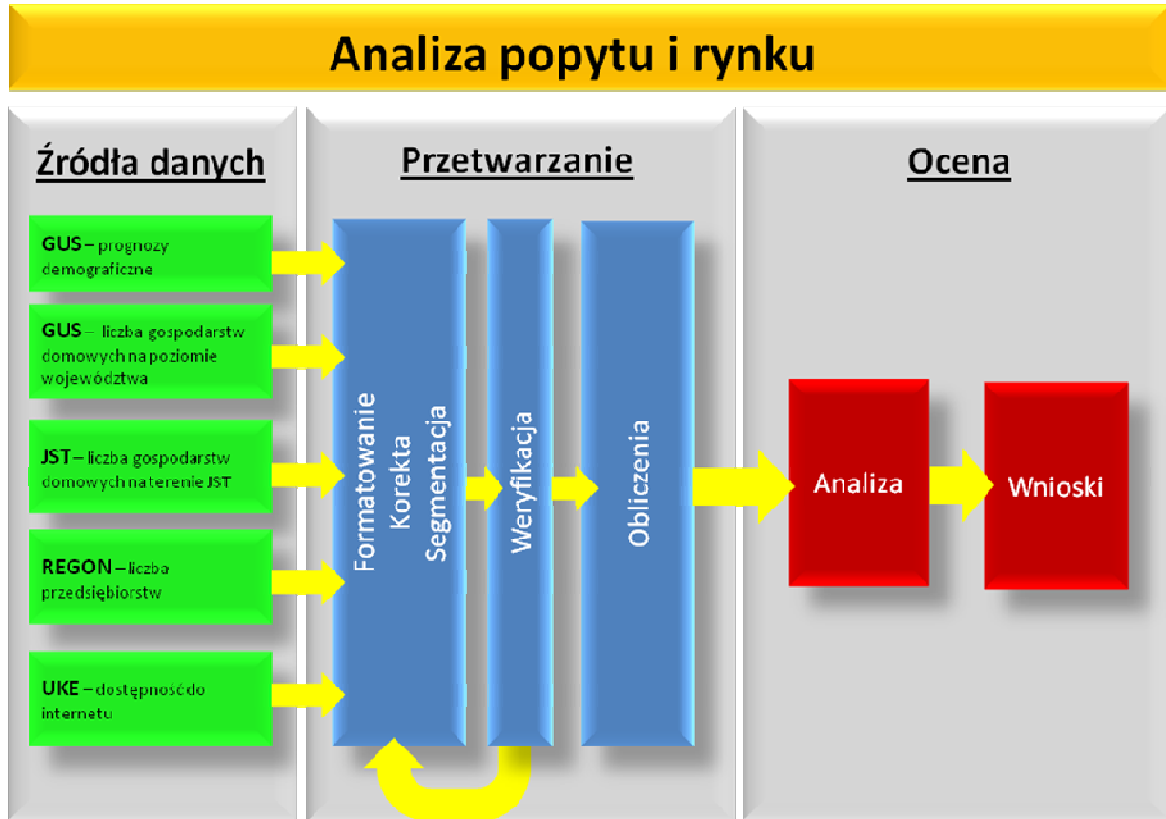 Analiza popytu i rynku
Źródła danych
GUS – prognozy
demograficzne
GUS – liczba gospodarstw
domowych na poziomie
województwa
JST – liczba gospodarstw
domowych na terenie JST
REGON – liczba
przedsiębiorstw
UKE – dostępność do
internetu
Przetwarzanie
Formatowanie
Korekta
Segmentacja
Weryfikacja
Obliczenia
Ocena
Analiza
Wnioski